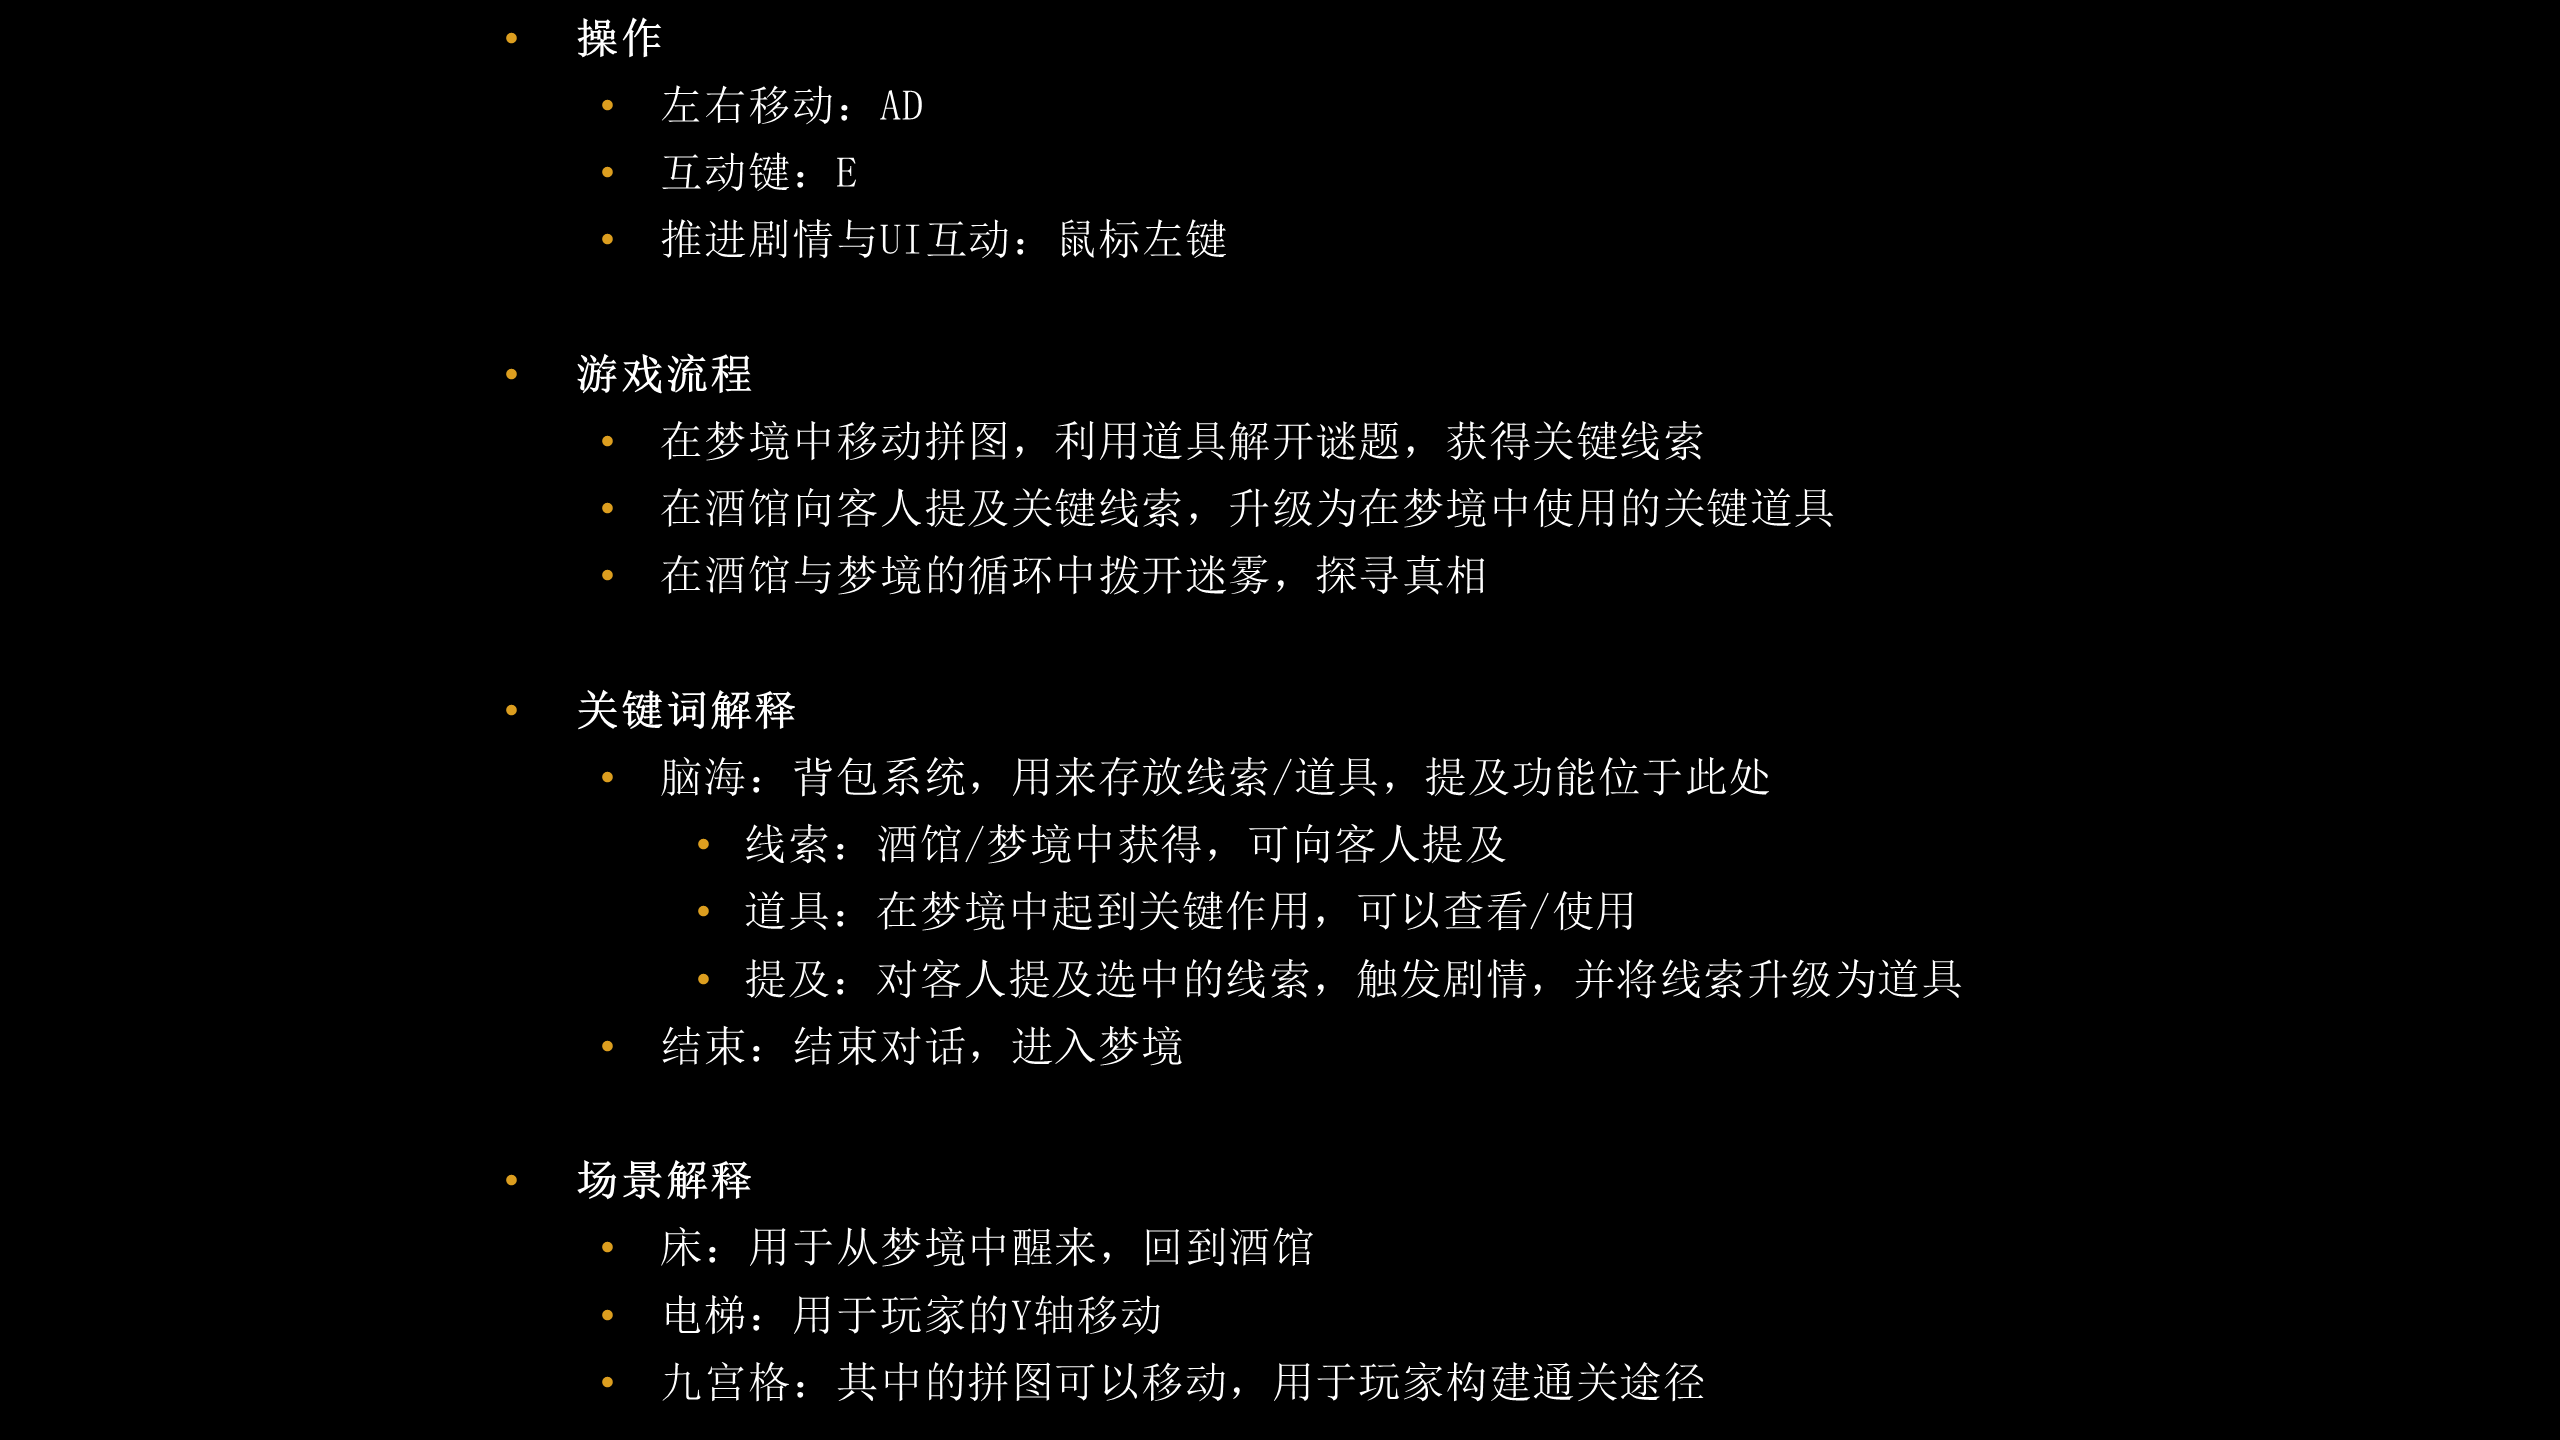 操作
左右移动：AD
互动键：E
推进剧情与UI互动：鼠标左键
游戏流程
在梦境中移动拼图，利用道具解开谜题，获得关键线索
在酒馆向客人提及关键线索，升级为在梦境中使用的关键道具
在酒馆与梦境的循环中拨开迷雾，探寻真相
关键词解释
脑海：背包系统，用来存放线索/道具，提及功能位于此处
线索：酒馆/梦境中获得，可向客人提及
道具：在梦境中起到关键作用，可以查看/使用
提及：对客人提及选中的线索，触发剧情，并将线索升级为道具
结束：结束对话，进入梦境
场景解释
床：用于从梦境中醒来，回到酒馆
电梯：用于玩家的Y轴移动
九宫格：其中的拼图可以移动，用于玩家构建通关途径